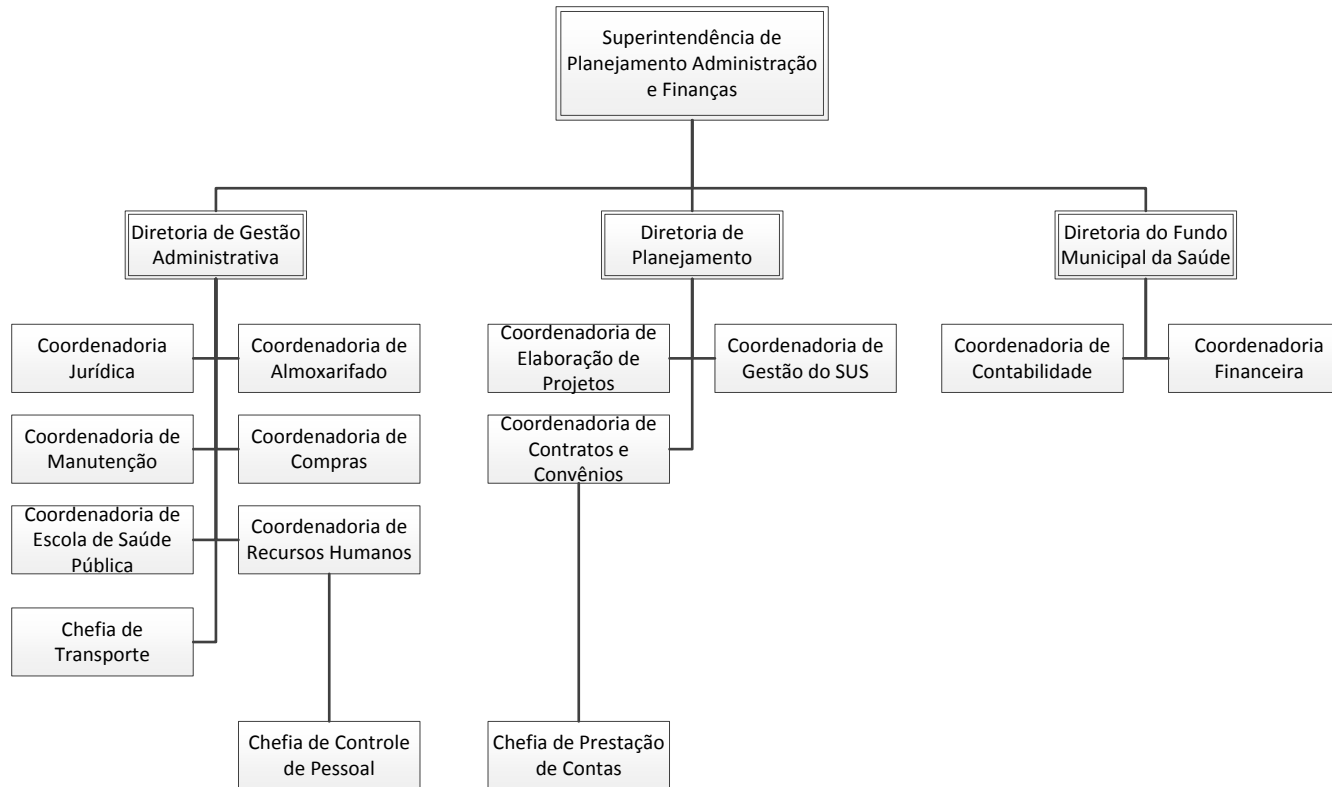 Superintendência de
Planejamento Administração
e Finanças
Diretoria de Gestão
Administrativa
Diretoria de
Planejamento
Diretoria do Fundo
Municipal da Saúde
Coordenadoria
Jurídica
Coordenadoria de
Almoxarifado
Coordenadoria de
Elaboração de
Projetos
Coordenadoria de
Gestão do SUS
Coordenadoria de
Contabilidade
Coordenadoria
Financeira
Coordenadoria de
Manutenção
Coordenadoria de
Compras
Coordenadoria de
Contratos e
Convênios
Coordenadoria de
Escola de Saúde
Pública
Coordenadoria de
Recursos Humanos
Chefia de
Transporte
Chefia de Controle
de Pessoal
Chefia de Prestação
de Contas